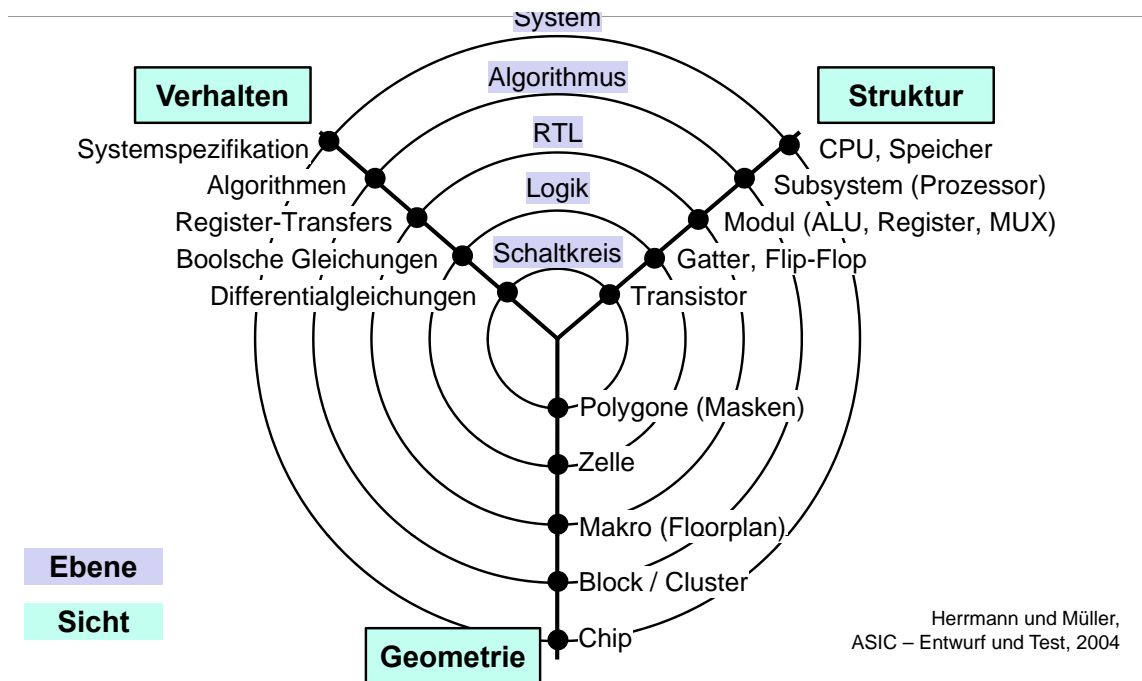 System
Algorithmus
Verhalten
Struktur
RTL
Systemspezifikation
CPU, Speicher
Algorithmen
Subsystem (Prozessor)
Logik
Register-Transfers
Modul (ALU, Register, MUX)
Schaltkreis
Boolsche Gleichungen
Gatter, Flip-Flop
Differentialgleichungen
Transistor
Polygone (Masken)
Zelle
Makro (Floorplan)
Ebene
Block / Cluster
Sicht
Chip
Geometrie
Herrmann und Müller,
ASIC – Entwurf und Test, 2004